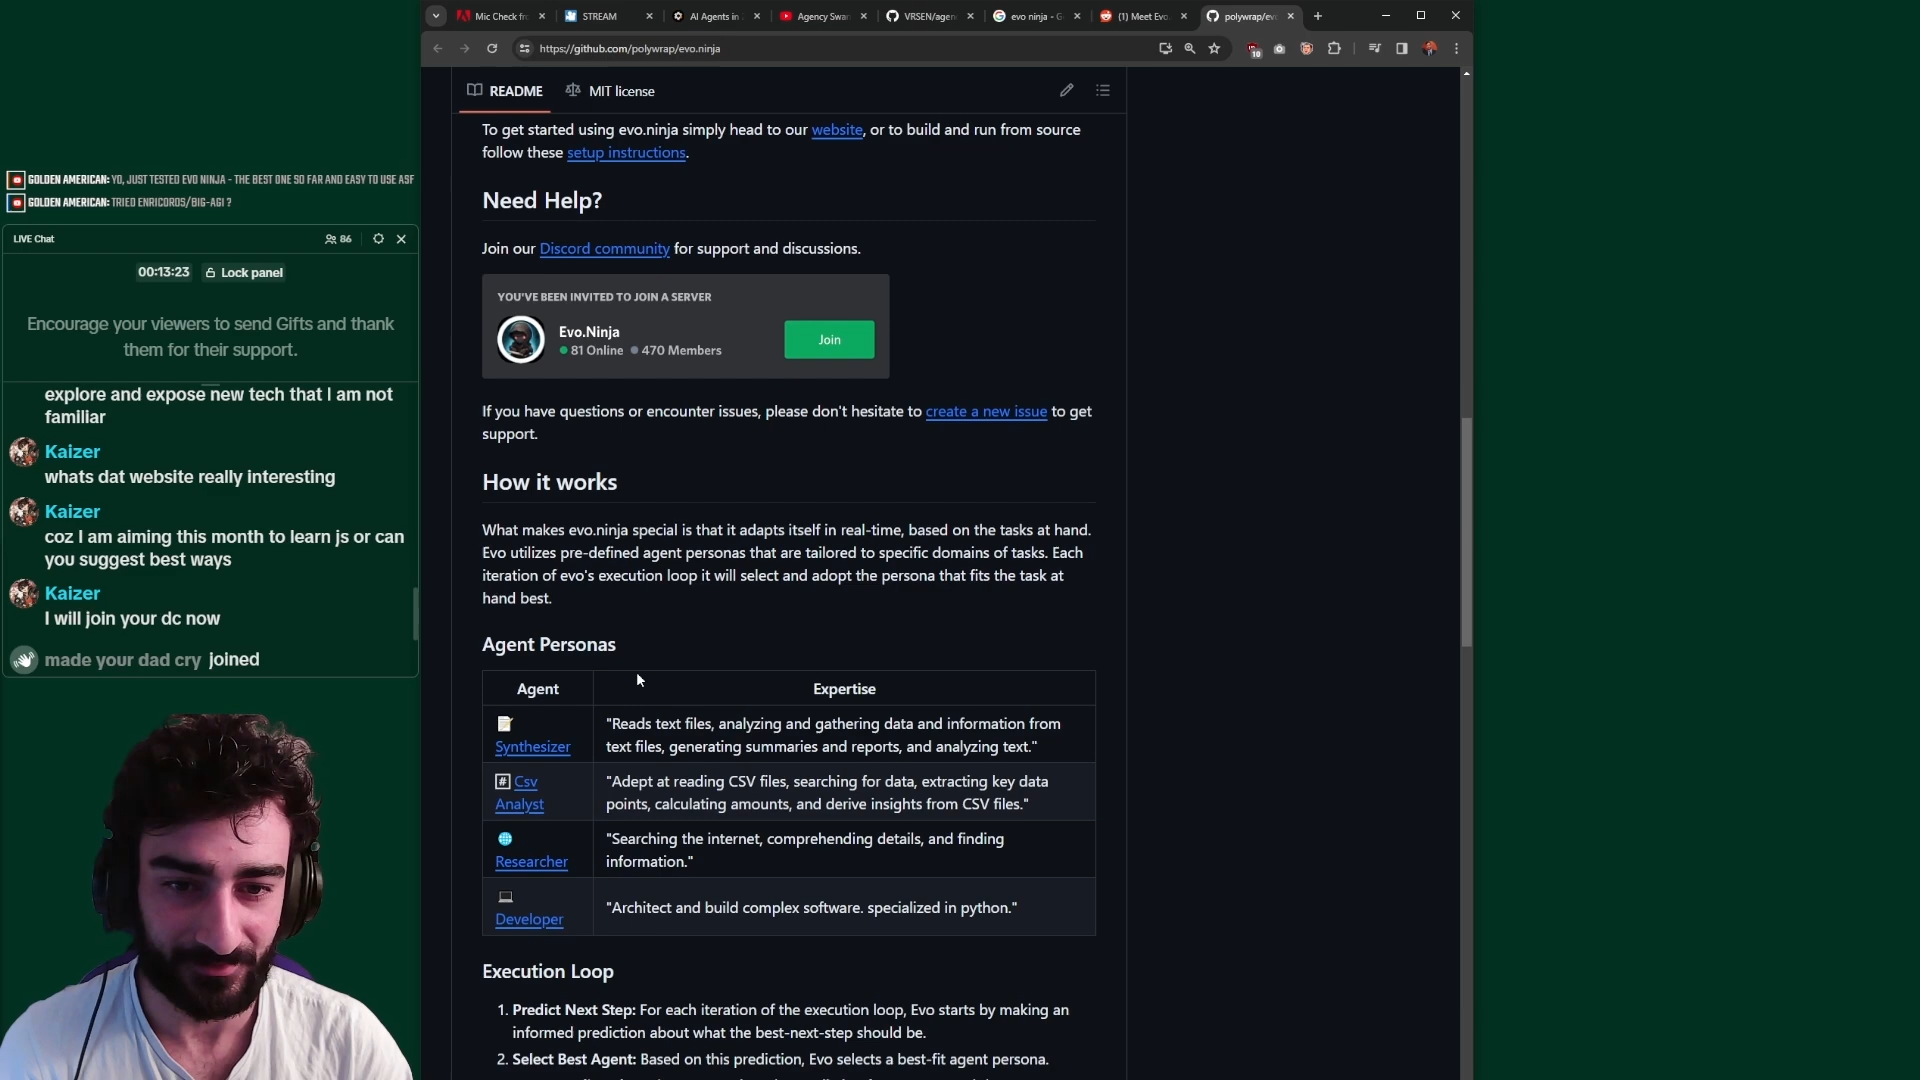 Mic Check fr
STREAM
AI Agents in
Agency Swar
VRSEN/agen
evo ninja - G
(1) Meet Evo.
polywrap/ev
https://github.com/polywrap/evo.ninja
10
README
MIT license
To get started using evo.ninja simply head to our website, or to build and run from source
follow these setup instructions.
Need Help?
Join our Discord community for support and discussions.
YOU'VE BEEN INVITED TO JOIN A SERVER
Evo.Ninja
81 Online 470 Members
Join
If you have questions or encounter issues, please don't hesitate to create a new issue to get
support.
How it works
What makes evo.ninja special is that it adapts itself in real-time, based on the tasks at hand.
Evo utilizes pre-defined agent personas that are tailored to specific domains of tasks. Each
iteration of evo's execution loop it will select and adopt the persona that fits the task at
hand best.
Agent Personas
Agent
Expertise
Synthesizer
"Reads text files, analyzing and gathering data and information from
text files, generating summaries and reports, and analyzing text."
Csv
Analyst
"Adept at reading CSV files, searching for data, extracting key data
points, calculating amounts, and derive insights from CSV files."
Researcher
"Searching the internet, comprehending details, and finding
information."
Developer
"Architect and build complex software. specialized in python."
Execution Loop
1. Predict Next Step: For each iteration of the execution loop, Evo starts by making an
informed prediction about what the best-next-step should be.
2. Select Best Agent: Based on this prediction, Evo selects a best-fit agent persona.
GOLDEN AMERICAN: YO, JUST TESTED EVO NINJA - THE BEST ONE SO FAR AND EASY TO USE ASF
GOLDEN AMERICAN: TRIED ENRICOROS/BIG-AGI ?
LIVE Chat
86
00:13:23
Lock panel
Encourage your viewers to send Gifts and thank
them for their support.
explore and expose new tech that I am not
familiar
Kaizer
whats dat website really interesting
Kaizer
coz I am aiming this month to learn js or can
you suggest best ways
Kaizer
I will join your dc now
made your dad cry joined